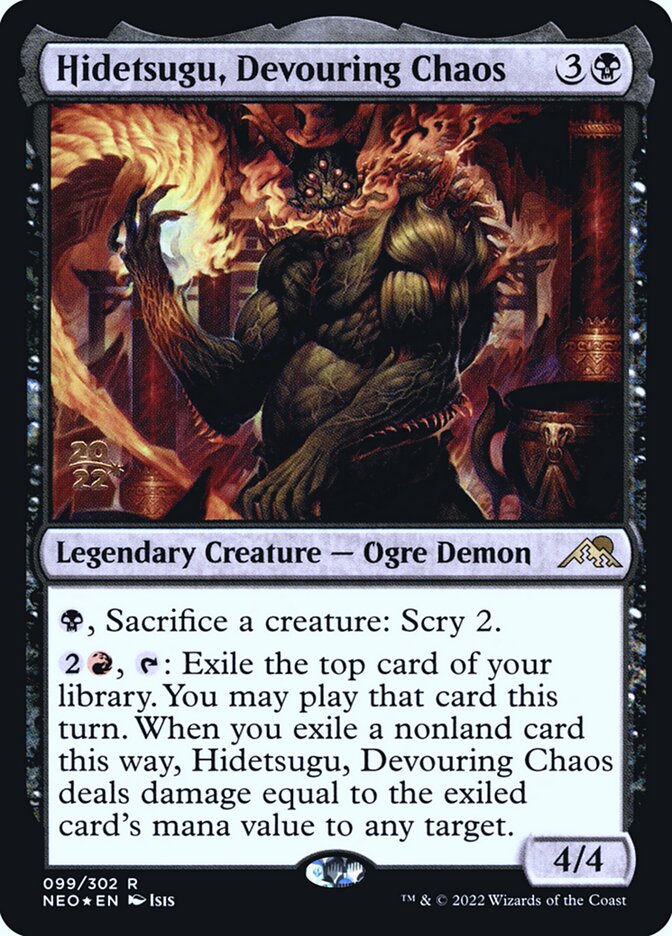 Hidetsugu, Devouring Chaos 3
20
22
Legendary Creature — Ogre Demon
, Sacrifice a creature: Scry 2.
2 , : Exile the top card of your
library. You may play that card this
turn. When you exile a nonland card
this way, Hidetsugu, Devouring Chaos
deals damage equal to the exiled
card's mana value to any target.
4/4
099/302 R
NEO★EN Isis
™ & © 2022 Wizards of the Coast